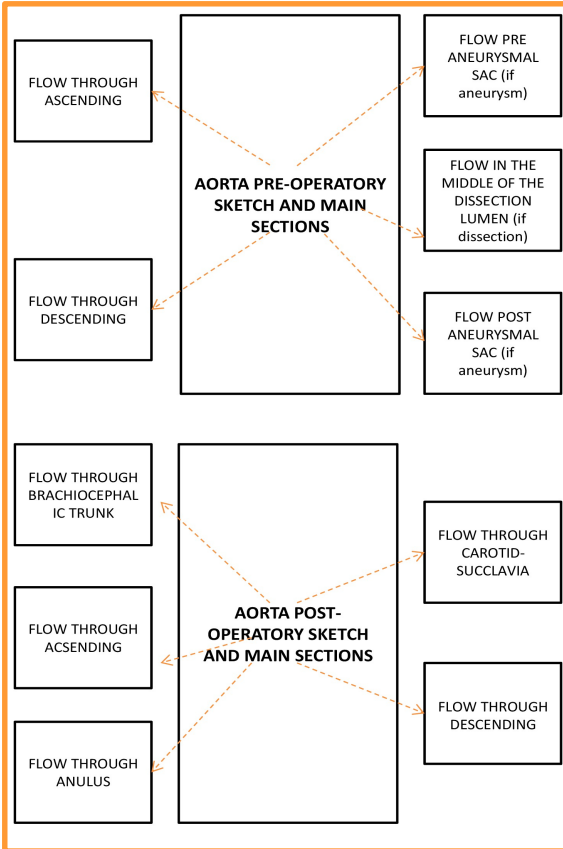 FLOW THROUGH
ASCENDING
FLOW THROUGH
DESCENDING
AORTA PRE-OPERATORY
SKETCH AND MAIN
SECTIONS
FLOW PRE
ANEURYSMAL
SAC (if
aneurysm)
FLOW IN THE
MIDDLE OF THE
DISSECTION
LUMEN (if
dissection)
FLOW POST
ANEURYSMAL
SAC (if
aneurysm)
FLOW THROUGH
BRACHIOCEPHAL
IC TRUNK
FLOW THROUGH
ACSENDING
FLOW THROUGH
ANULUS
AORTA POST-
OPERATORY SKETCH
AND MAIN SECTIONS
FLOW THROUGH
CAROTID-
SUCCLAVIA
FLOW THROUGH
DESCENDING